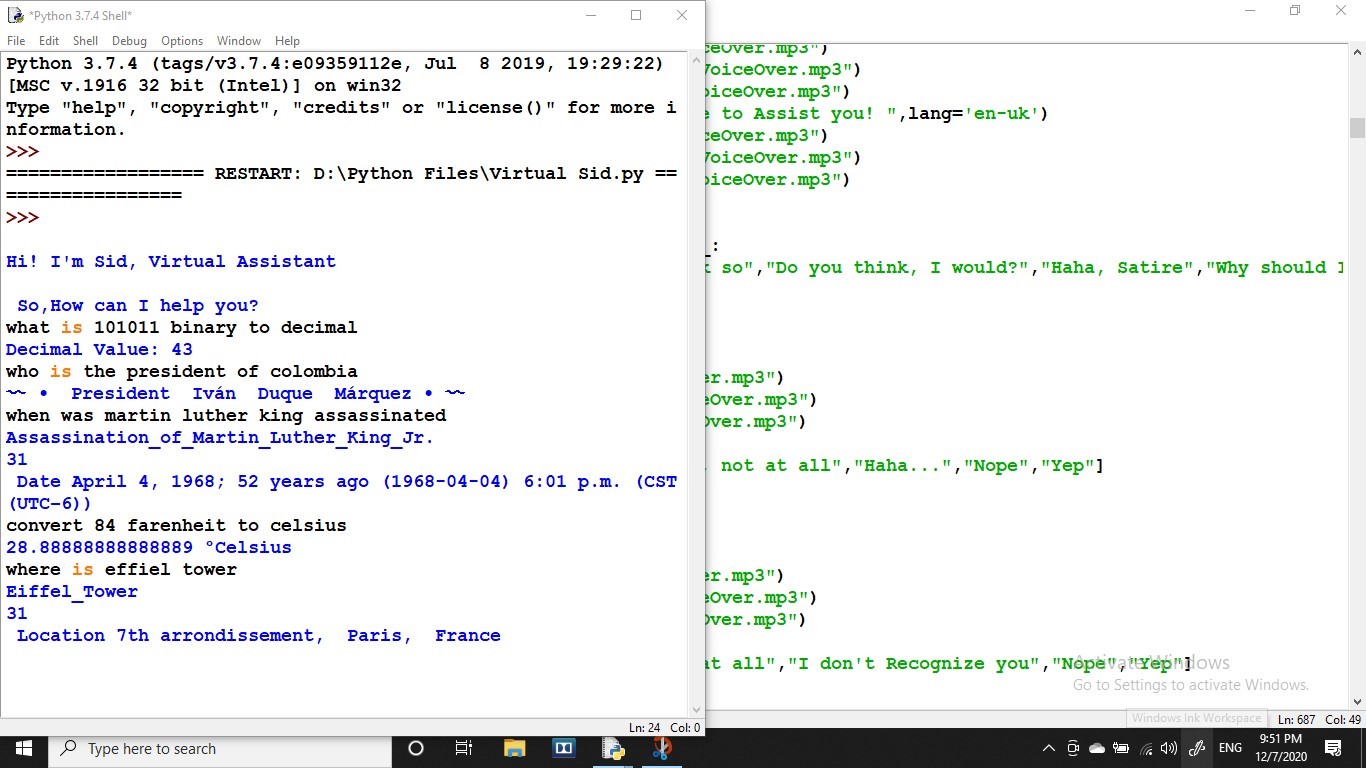 *Python 3.7.4 Shell*
File Edit Shell Debug Options Window Help
Python 3.7.4 (tags/v3.7.4:e09359112e, Jul  8 2019, 19:29:22)
[MSC v.1916 32 bit (Intel)] on win32
Type "help", "copyright", "credits" or "license()" for more i
nformation.
>>>
================== RESTART: D:\Python Files\Virtual Sid.py ==
================
>>>
Hi! I'm Sid, Virtual Assistant
So,How can I help you?
what is 101011 binary to decimal
Decimal Value: 43
who is the president of colombia
~~ • President Iván Duque Márquez • ~~
when was martin luther king assassinated
Assassination_of_Martin_Luther_King_Jr.
31
Date April 4, 1968; 52 years ago (1968-04-04) 6:01 p.m. (CST
(UTC–6))
convert 84 farenheit to celsius
28.88888888888889 °Celsius
where is effiel tower
Eiffel_Tower
31
Location 7th arrondissement, Paris, France
Ln: 24 Col: 0
ceOver.mp3")
VoiceOver.mp3")
oiceOver.mp3")
e to Assist you! ",lang='en-uk')
ceOver.mp3")
VoiceOver.mp3")
oiceOver.mp3")
_:
k so","Do you think, I would?","Haha, Satire","Why should I
er.mp3")
eOver.mp3")
Over.mp3")
, not at all","Haha...","Nope","Yep"]
er.mp3")
eOver.mp3")
Over.mp3")
at all","I don't Recognize you","Nope","Yep"]
Activate Windows
Go to Settings to activate Windows.
Windows Ink Workspace
Ln: 687 Col: 49
Type here to search
ENG
9:51 PM
12/7/2020